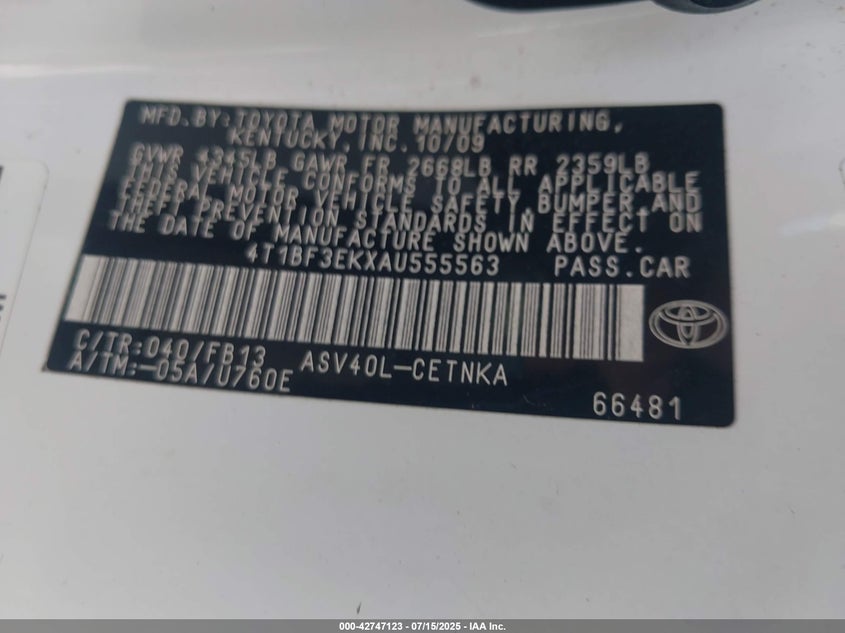 MFD. BY: TOYOTA MOTOR MANUFACTURING,
KENTUCKY, INC. 10/09
GVWR 4345LB GAWR FR 2668LB RR 2359LB
THIS VEHICLE CONFORMS TO ALL APPLICABLE
FEDERAL MOTOR VEHICLE SAFETY, BUMPER, AND
THEFT PREVENTION STANDARDS IN EFFECT ON
THE DATE OF MANUFACTURE SHOWN ABOVE.
4T1BF3EKXAU555563 PASS.CAR
C/TR:040/FB13 ASV40L-CETNKA
A/TM:-05A/U760E
66481
000-42747123 | 07/15/2025 - IAA Inc.